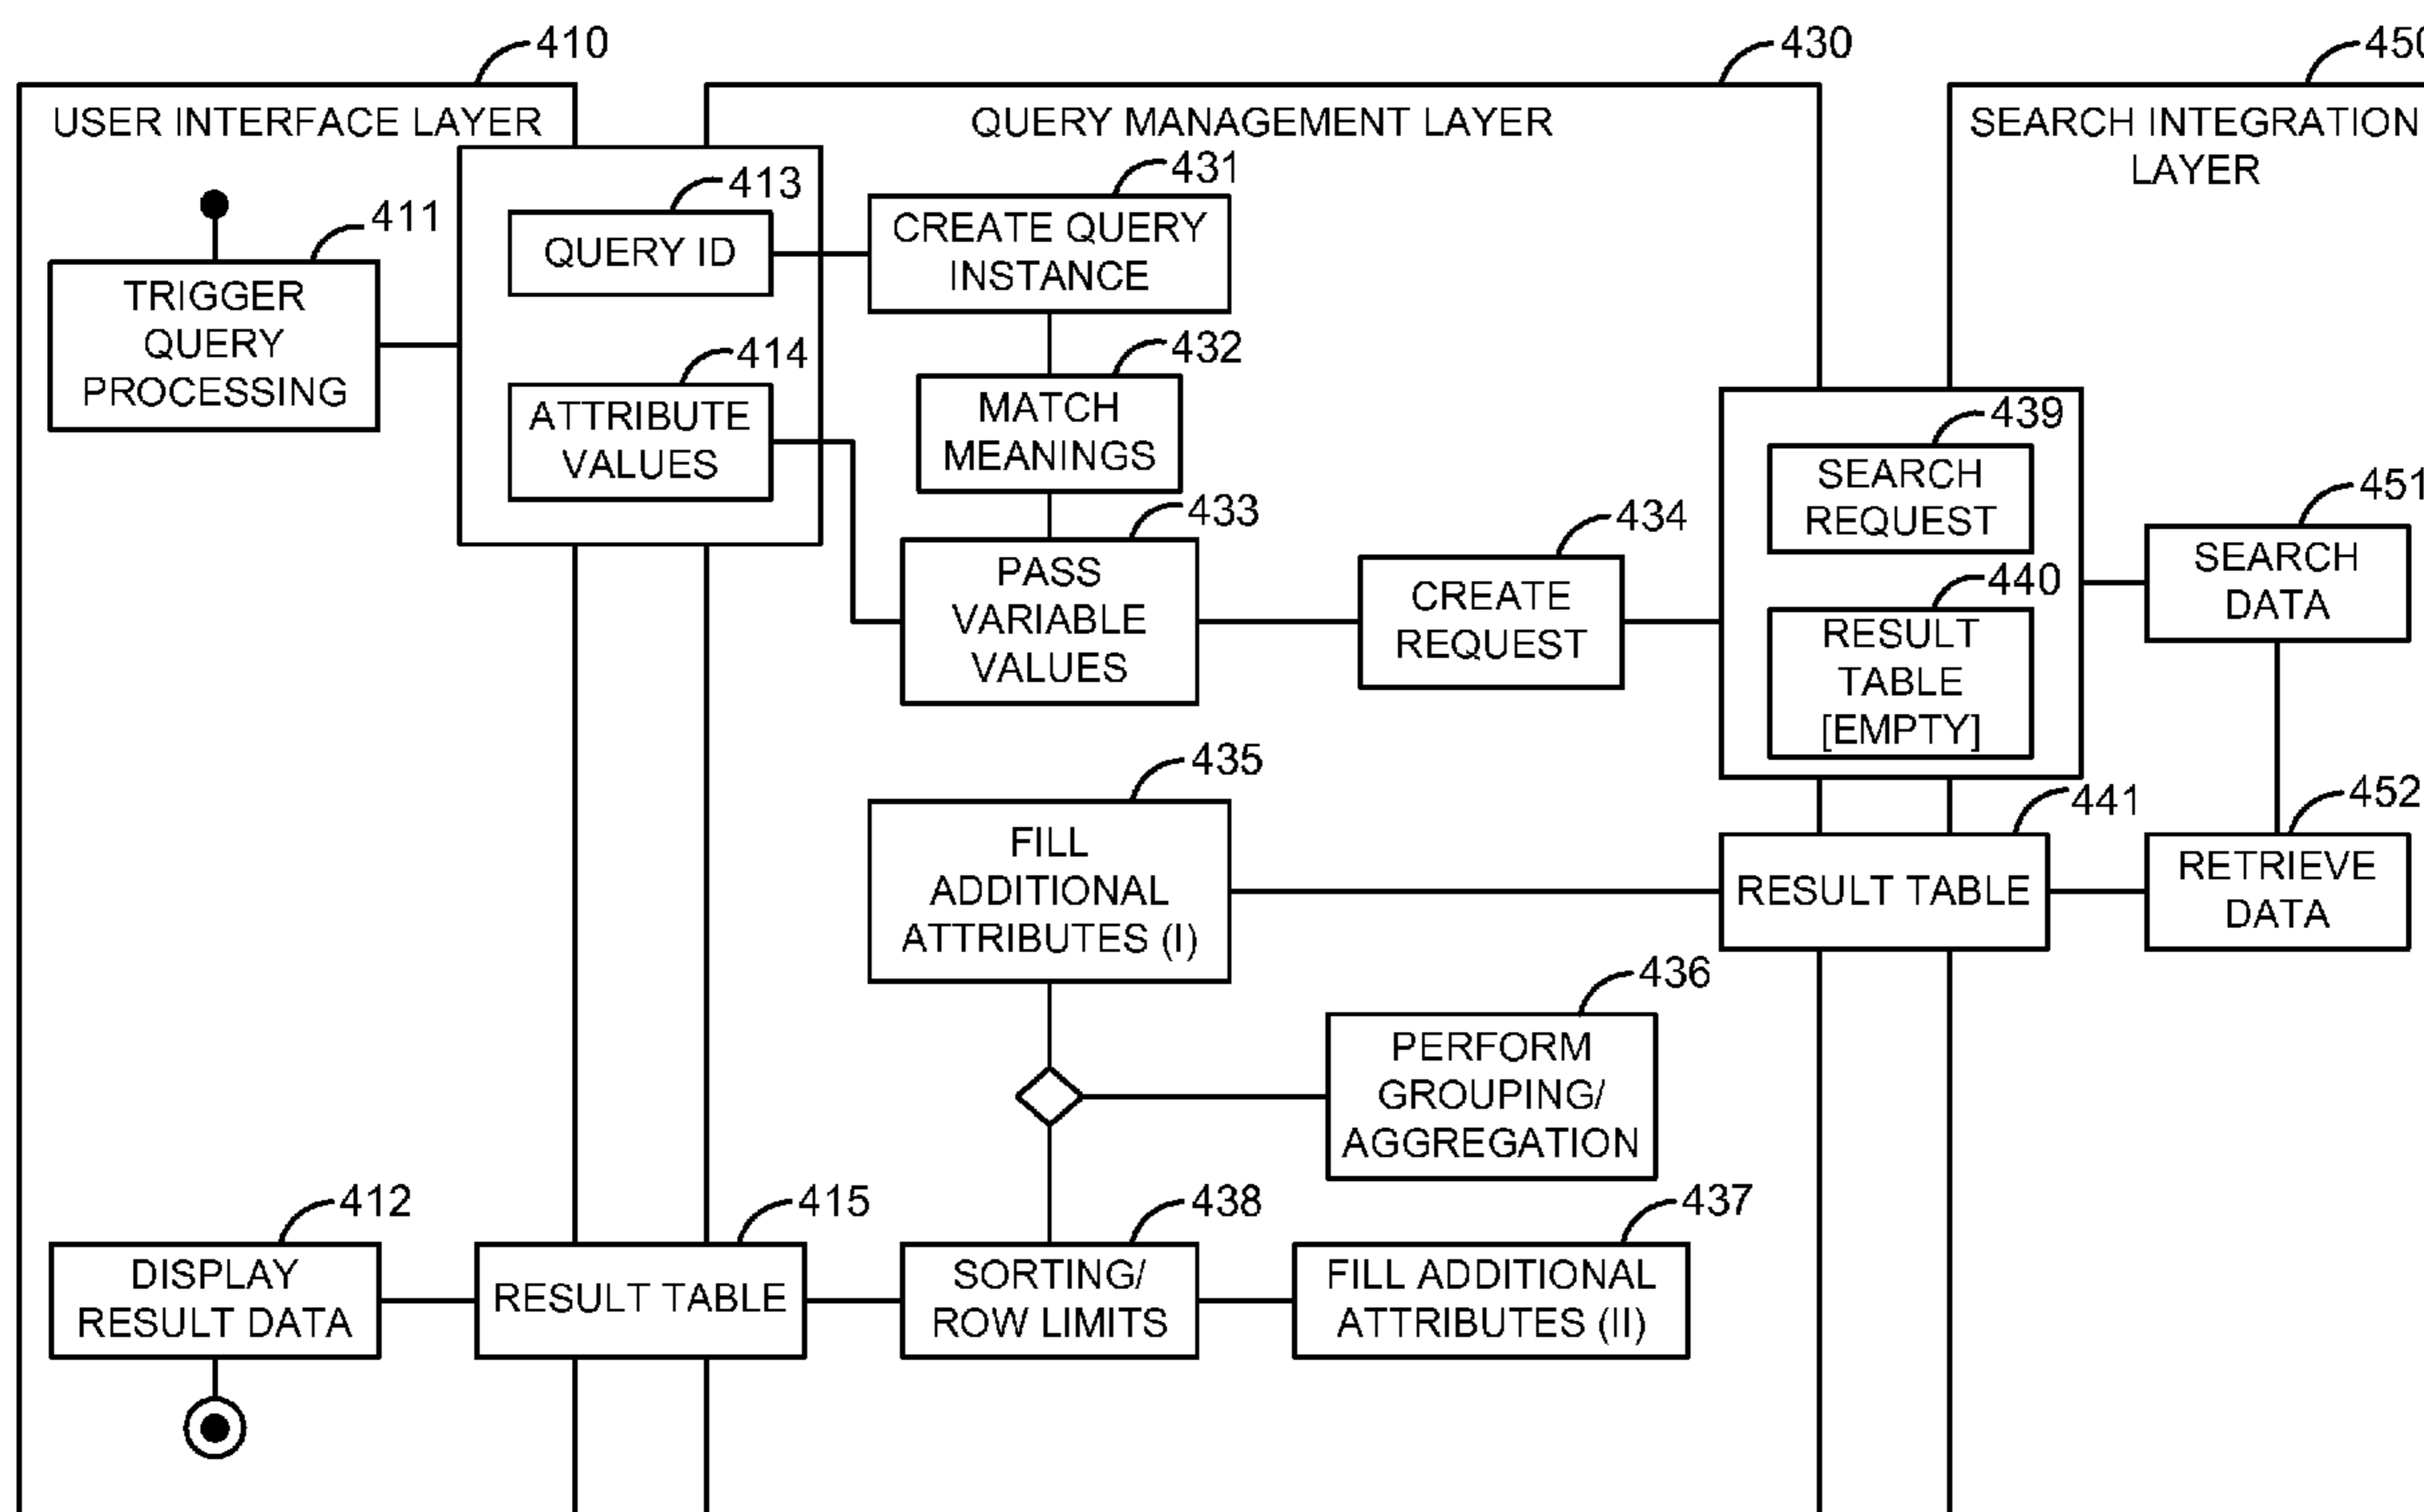 410
430
450
USER INTERFACE LAYER
QUERY MANAGEMENT LAYER
SEARCH INTEGRATION
LAYER
411
TRIGGER
QUERY
PROCESSING
413
QUERY ID
414
ATTRIBUTE
VALUES
431
CREATE QUERY
INSTANCE
432
MATCH
MEANINGS
433
PASS
VARIABLE
VALUES
434
CREATE
REQUEST
439
SEARCH
REQUEST
440
RESULT
TABLE
[EMPTY]
451
SEARCH
DATA
452
RETRIEVE
DATA
441
RESULT TABLE
435
FILL
ADDITIONAL
ATTRIBUTES (I)
436
PERFORM
GROUPING/
AGGREGATION
412
DISPLAY
RESULT DATA
415
RESULT TABLE
438
SORTING/
ROW LIMITS
437
FILL ADDITIONAL
ATTRIBUTES (II)